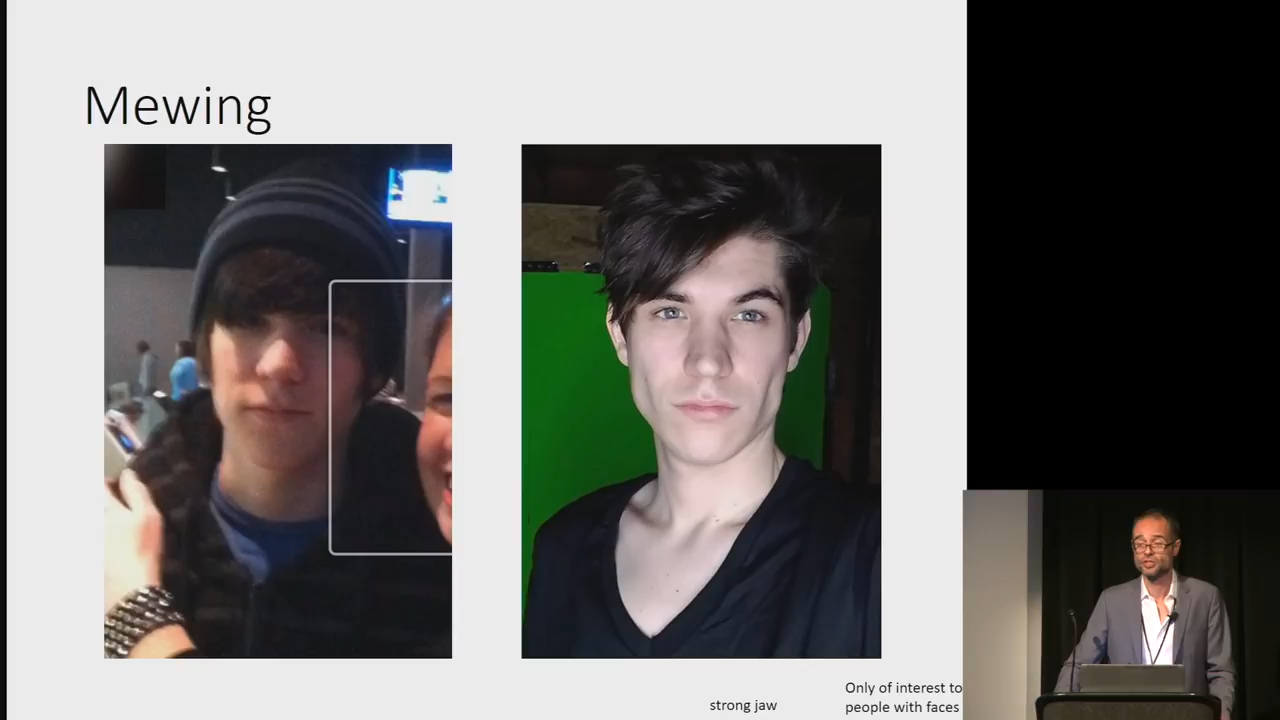 Mewing
strong jaw
Only of interest to
people with faces